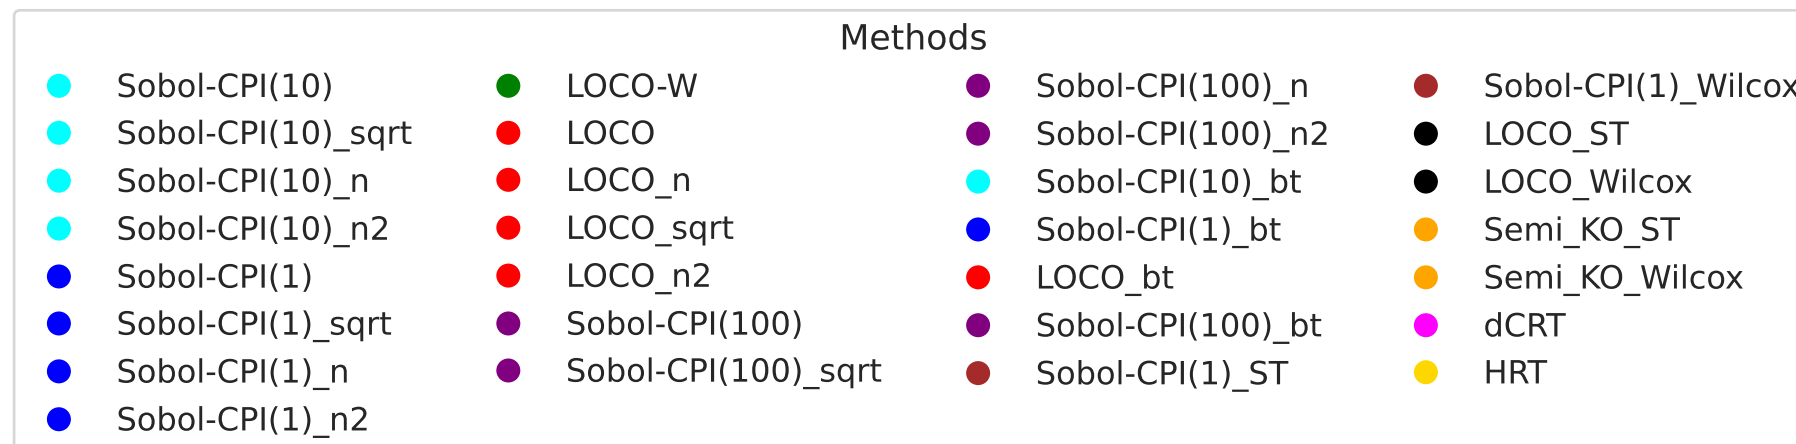 Methods
Sobol-CPI(10)
Sobol-CPI(10)_sqrt
Sobol-CPI(10)_n
Sobol-CPI(10)_n2
Sobol-CPI(1)
Sobol-CPI(1)_sqrt
Sobol-CPI(1)_n
Sobol-CPI(1)_n2
LOCO-W
LOCO
LOCO_n
LOCO_sqrt
LOCO_n2
Sobol-CPI(100)
Sobol-CPI(100)_sqrt
Sobol-CPI(100)_n
Sobol-CPI(100)_n2
Sobol-CPI(10)_bt
Sobol-CPI(1)_bt
LOCO_bt
Sobol-CPI(100)_bt
Sobol-CPI(1)_ST
Sobol-CPI(1)_Wilcox
LOCO_ST
LOCO_Wilcox
Semi_KO_ST
Semi_KO_Wilcox
dCRT
HRT